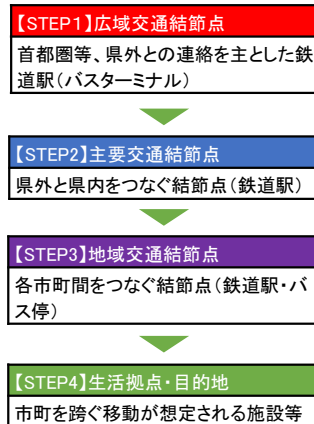 【STEP1】広域交通結節点
首都圏等、県外との連絡を主とした鉄
道駅（バスターミナル）
【STEP2】主要交通結節点
県外と県内をつなぐ結節点（鉄道駅）
【STEP3】地域交通結節点
各市町間をつなぐ結節点（鉄道駅・バ
ス停）
【STEP4】生活拠点・目的地
市町を跨ぐ移動が想定される施設等